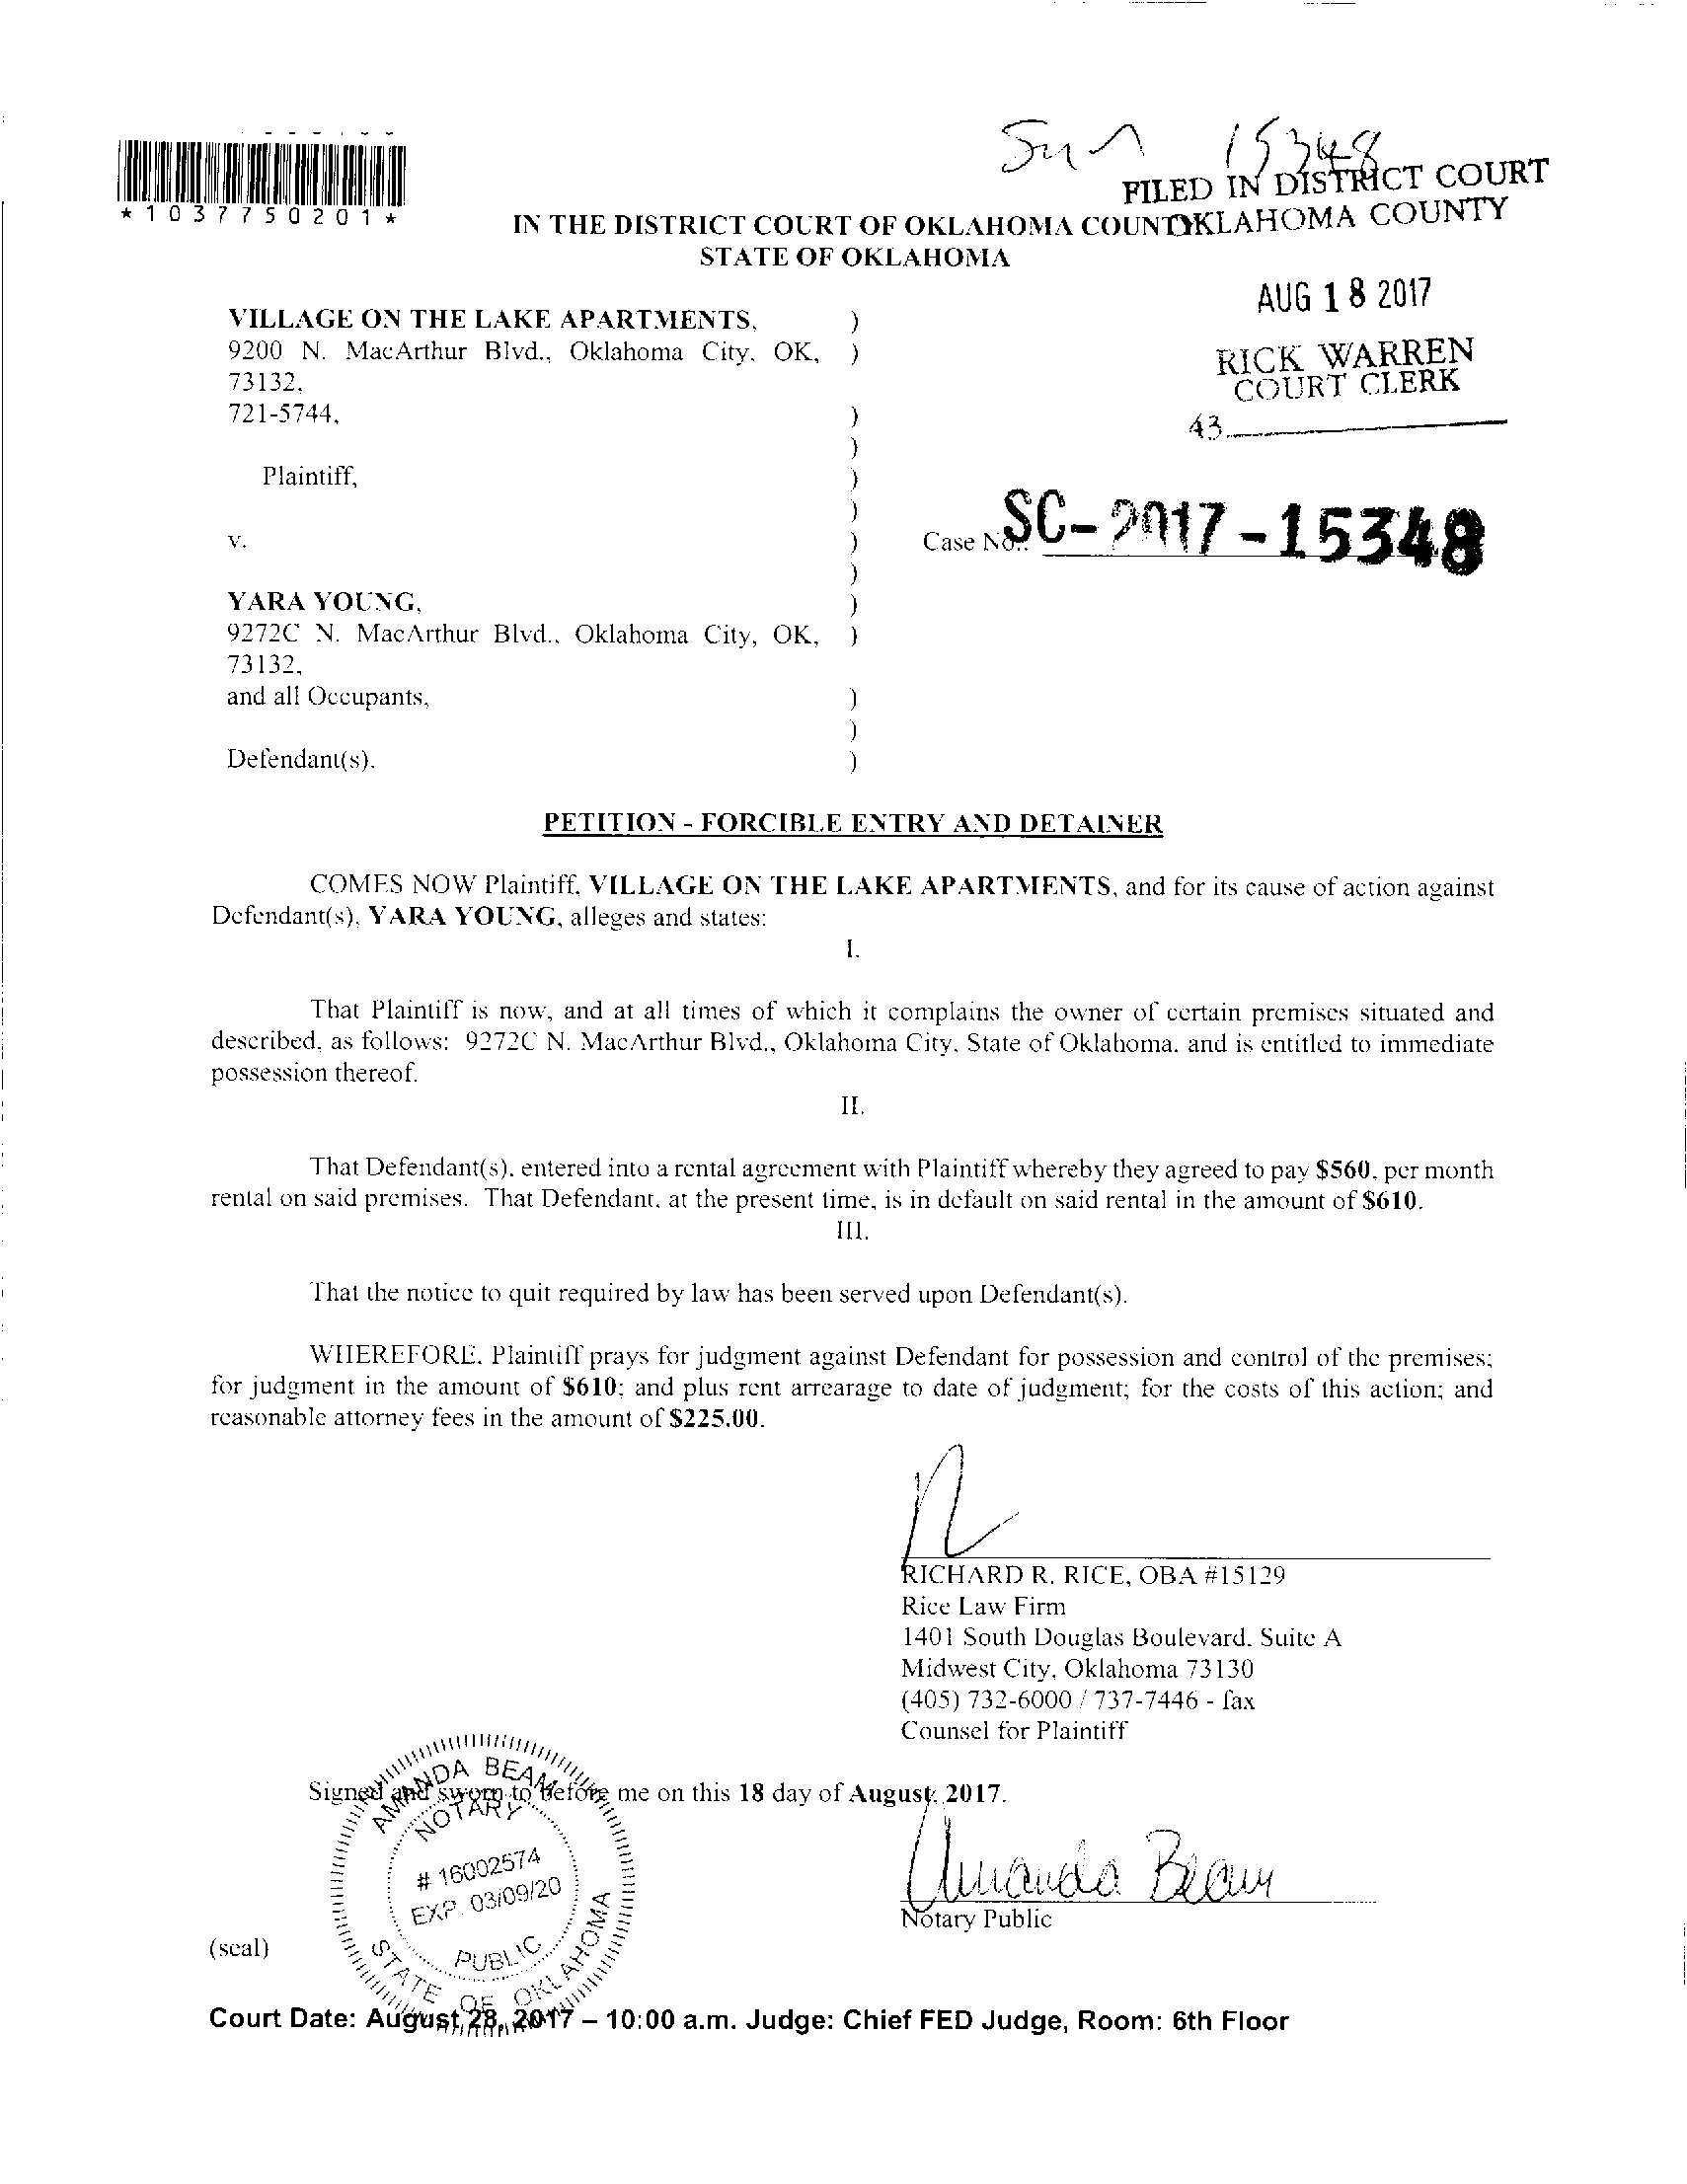 15348
FILED IN DISTRICT COURT
OKLAHOMA COUNTY
*1037750201*
IN THE DISTRICT COURT OF OKLAHOMA COUNTY
STATE OF OKLAHOMA
AUG 18 2017
RICK WARREN
COURT CLERK
43
VILLAGE ON THE LAKE APARTMENTS, )
9200 N. MacArthur Blvd., Oklahoma City, OK, )
73132,
721-5744, )
)
Plaintiff, )
)
v. ) Case No.: SC-2017-15348
)
YARA YOUNG, )
9272C N. MacArthur Blvd., Oklahoma City, OK, )
73132,
and all Occupants, )
)
Defendant(s). )
PETITION - FORCIBLE ENTRY AND DETAINER
COMES NOW Plaintiff, VILLAGE ON THE LAKE APARTMENTS, and for its cause of action against
Defendant(s), YARA YOUNG, alleges and states:
I.
That Plaintiff is now, and at all times of which it complains the owner of certain premises situated and
described, as follows: 9272C N. MacArthur Blvd., Oklahoma City, State of Oklahoma, and is entitled to immediate
possession thereof.
II.
That Defendant(s), entered into a rental agreement with Plaintiff whereby they agreed to pay $560, per month
rental on said premises. That Defendant, at the present time, is in default on said rental in the amount of $610.
III.
That the notice to quit required by law has been served upon Defendant(s).
WHEREFORE, Plaintiff prays for judgment against Defendant for possession and control of the premises;
for judgment in the amount of $610; and plus rent arrearage to date of judgment; for the costs of this action; and
reasonable attorney fees in the amount of $225.00.
RICHARD R. RICE, OBA #15129
Rice Law Firm
1401 South Douglas Boulevard, Suite A
Midwest City, Oklahoma 73130
(405) 732-6000 / 737-7446 - fax
Counsel for Plaintiff
Signed and sworn to before me on this 18 day of August, 2017.
AMANDA BEAM
NOTARY
# 16002574
EXP. 03/09/20
PUBLIC
STATE OF OKLAHOMA
Amanda Beam
Notary Public
(seal)
Court Date: August 28, 2017 – 10:00 a.m. Judge: Chief FED Judge, Room: 6th Floor